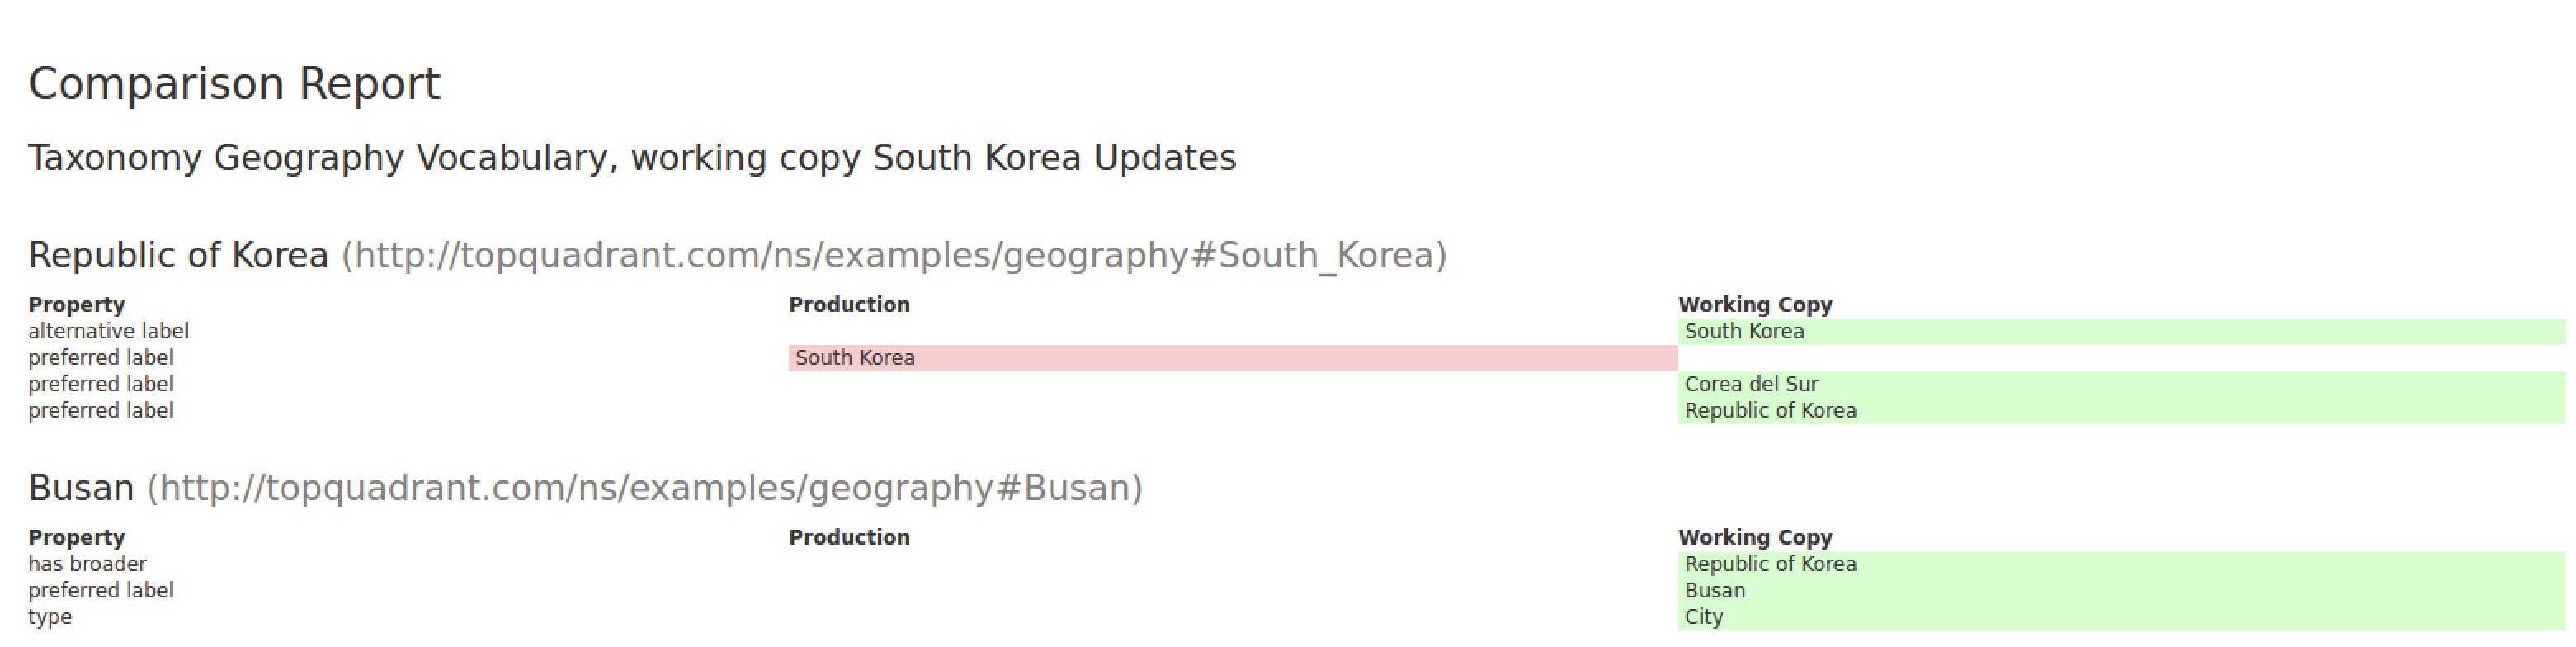 Comparison Report
Taxonomy Geography Vocabulary, working copy South Korea Updates
Republic of Korea (http://topquadrant.com/ns/examples/geography#South_Korea)
Property Production Working Copy
alternative label South Korea
preferred label South Korea
preferred label Corea del Sur
preferred label Republic of Korea
Busan (http://topquadrant.com/ns/examples/geography#Busan)
Property Production Working Copy
has broader Republic of Korea
preferred label Busan
type City